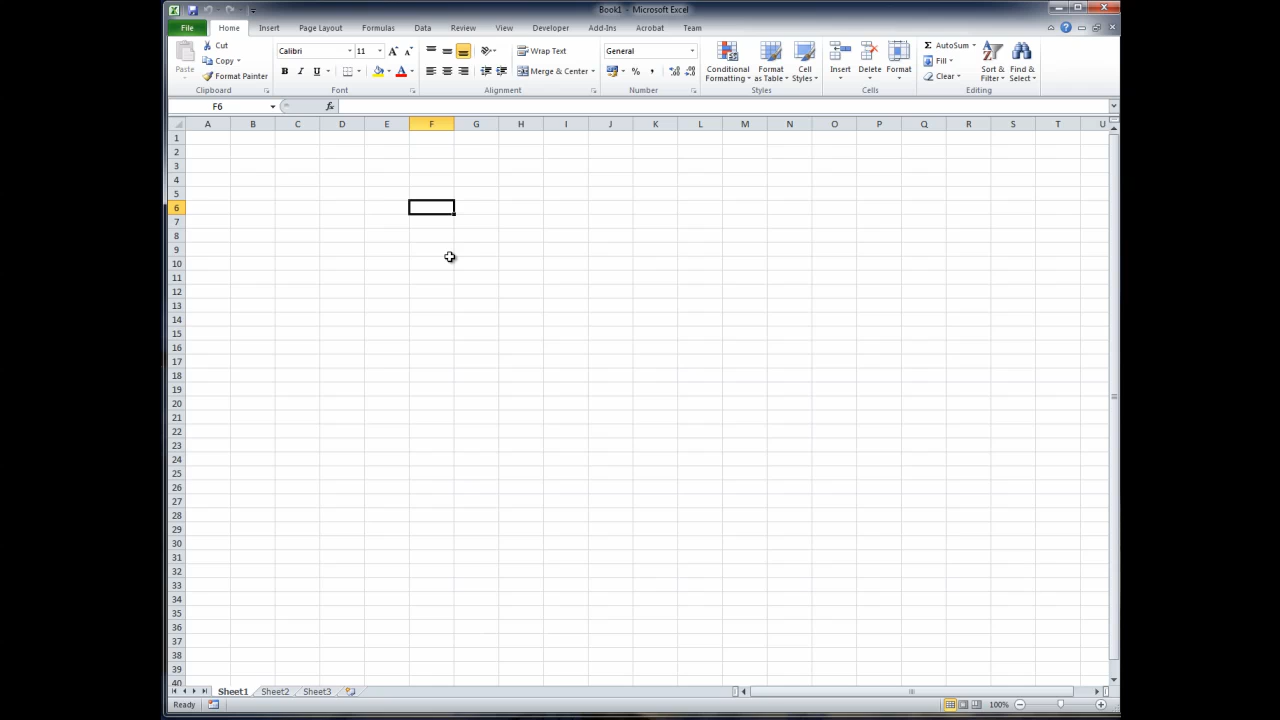 Book1 - Microsoft Excel
File Home Insert Page Layout Formulas Data Review View Developer Add-Ins Acrobat Team
Cut
Copy
Format Painter
Paste
Clipboard
Calibri 11
B I U
Font
Wrap Text
Merge & Center
Alignment
General
Number
Conditional Formatting
Format as Table
Cell Styles
Styles
Insert Delete Format
Cells
AutoSum
Fill
Clear
Sort & Filter
Find & Select
Editing
F6 fx
A B C D E F G H I J K L M N O P Q R S T U
1
2
3
4
5
6
7
8
9
10
11
12
13
14
15
16
17
18
19
20
21
22
23
24
25
26
27
28
29
30
31
32
33
34
35
36
37
38
39
40
Sheet1 Sheet2 Sheet3
Ready 100%